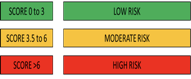 SCORE 0 to 3 LOW RISK
SCORE 3.5 to 6 MODERATE RISK
SCORE >6 HIGH RISK